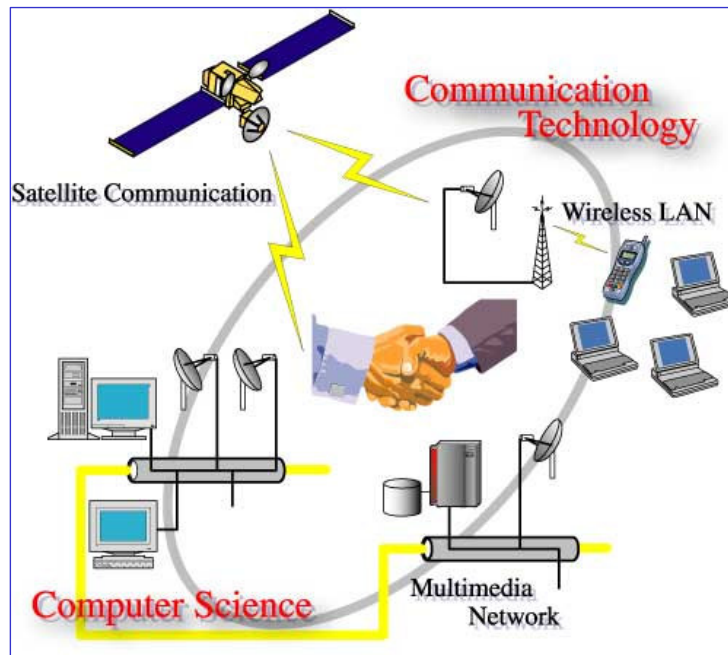 Communication
Technology
Satellite Communication
Wireless LAN
Computer Science
Multimedia
Network